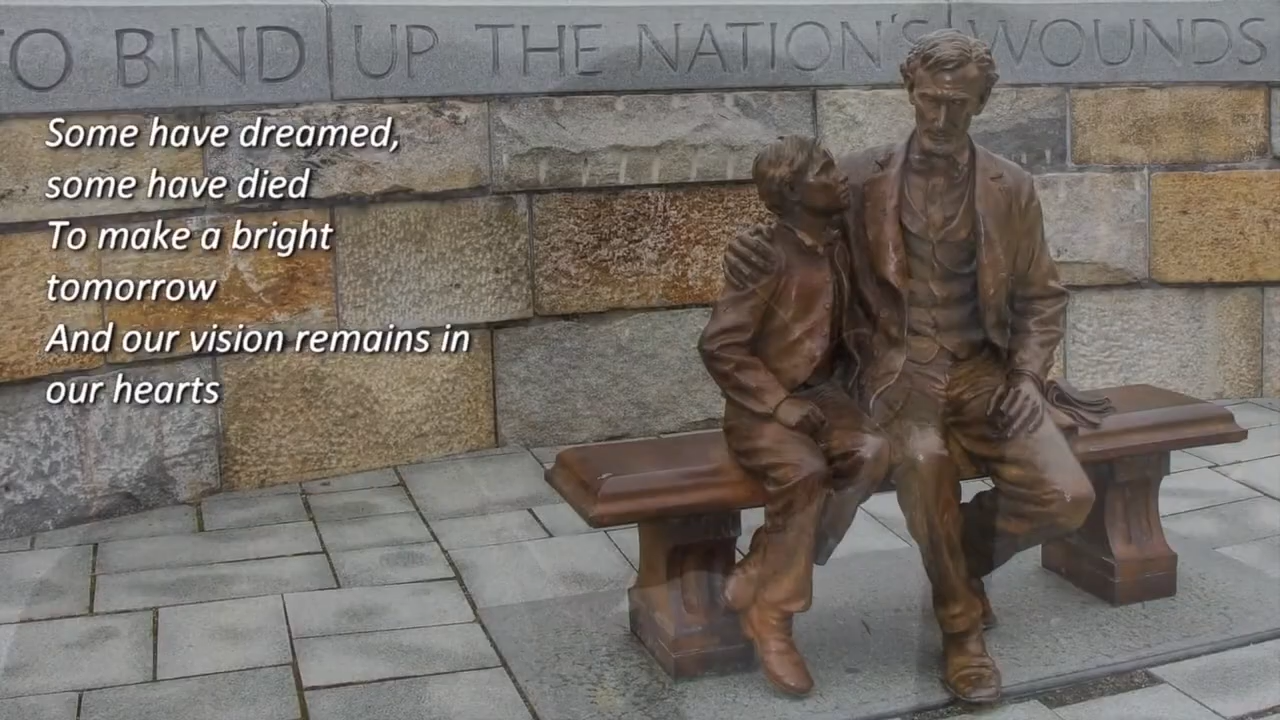 TO BIND UP THE NATION'S WOUNDS
Some have dreamed,
some have died
To make a bright
tomorrow
And our vision remains in
our hearts